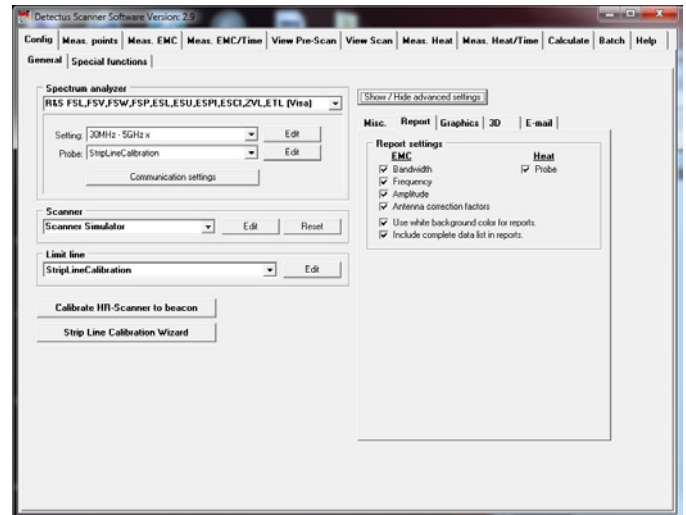 Detectus Scanner Software Version: 2.9
Config Meas. points Meas. EMC Meas. EMC/Time View Pre-Scan View Scan Meas. Heat Meas. Heat/Time Calculate Batch Help
General Special functions
Spectrum analyzer
R&S FSL,FSV,FSW,FSP,ESL,ESU,ESPI,ESCI,ZVL,ETL (Visa)
Setting: 30MHz - 5GHz x Edit
Probe: StripLineCalibration Edit
Communication settings
Scanner
Scanner Simulator Edit Reset
Limit line
StripLineCalibration Edit
Calibrate HR-Scanner to beacon
Strip Line Calibration Wizard
Show / Hide advanced settings
Misc. Report Graphics 3D E-mail
Report settings
EMC Heat
Bandwidth Probe
Frequency
Amplitude
Antenna correction factors
Use white background color for reports.
Include complete data list in reports.